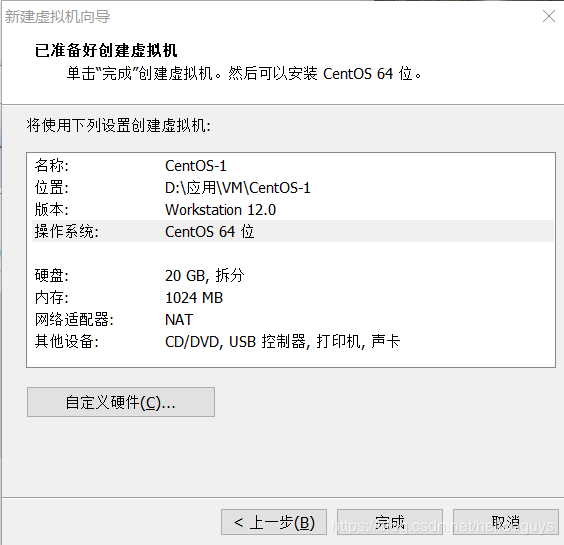 新建虚拟机向导
已准备好创建虚拟机
单击“完成”创建虚拟机。然后可以安装 CentOS 64 位。
将使用下列设置创建虚拟机:
名称: CentOS-1
位置: D:\应用\VM\CentOS-1
版本: Workstation 12.0
操作系统: CentOS 64 位
硬盘: 20 GB, 拆分
内存: 1024 MB
网络适配器: NAT
其他设备: CD/DVD, USB 控制器, 打印机, 声卡
自定义硬件(C)...
< 上一步(B) 完成 取消